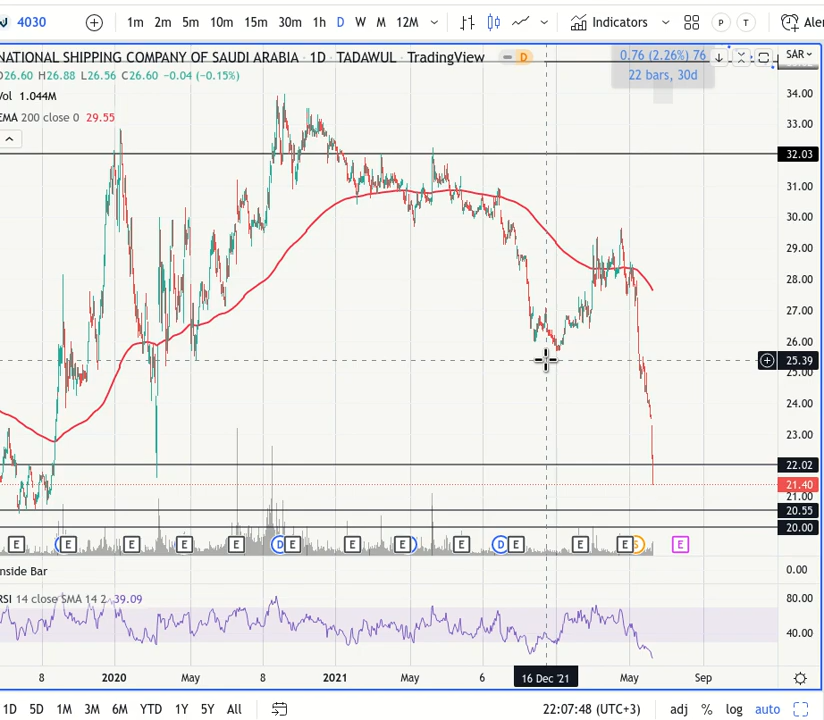 4030 1m 2m 5m 10m 15m 30m 1h D W M 12M Indicators P T Aler
NATIONAL SHIPPING COMPANY OF SAUDI ARABIA · 1D · TADAWUL · TradingView D
O26.60 H26.88 L26.56 C26.60 −0.04 (−0.15%)
Vol 1.044M
EMA 200 close 0 29.55
0.76 (2.26%) 76
22 bars, 30d
SAR
34.00
33.00
32.03
31.00
30.00
29.00
28.00
27.00
26.00
25.39
25.00
24.00
23.00
22.02
21.40
21.00
20.55
20.00
E E E E E D E E E E D E E E S E
nside Bar
0.00
RSI 14 close SMA 14 2 39.09
80.00
40.00
8 2020 May 8 2021 May 6 16 Dec '21 May Sep
1D 5D 1M 3M 6M YTD 1Y 5Y All 22:07:48 (UTC+3) adj % log auto